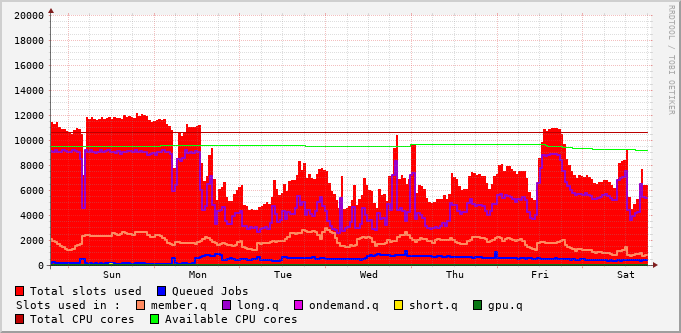 20000
18000
16000
14000
12000
10000
8000
6000
4000
2000
0
Sun Mon Tue Wed Thu Fri Sat
RRDTOOL / TOBI OETIKER
Total slots used Queued Jobs
Slots used in : member.q long.q ondemand.q short.q gpu.q
Total CPU cores Available CPU cores